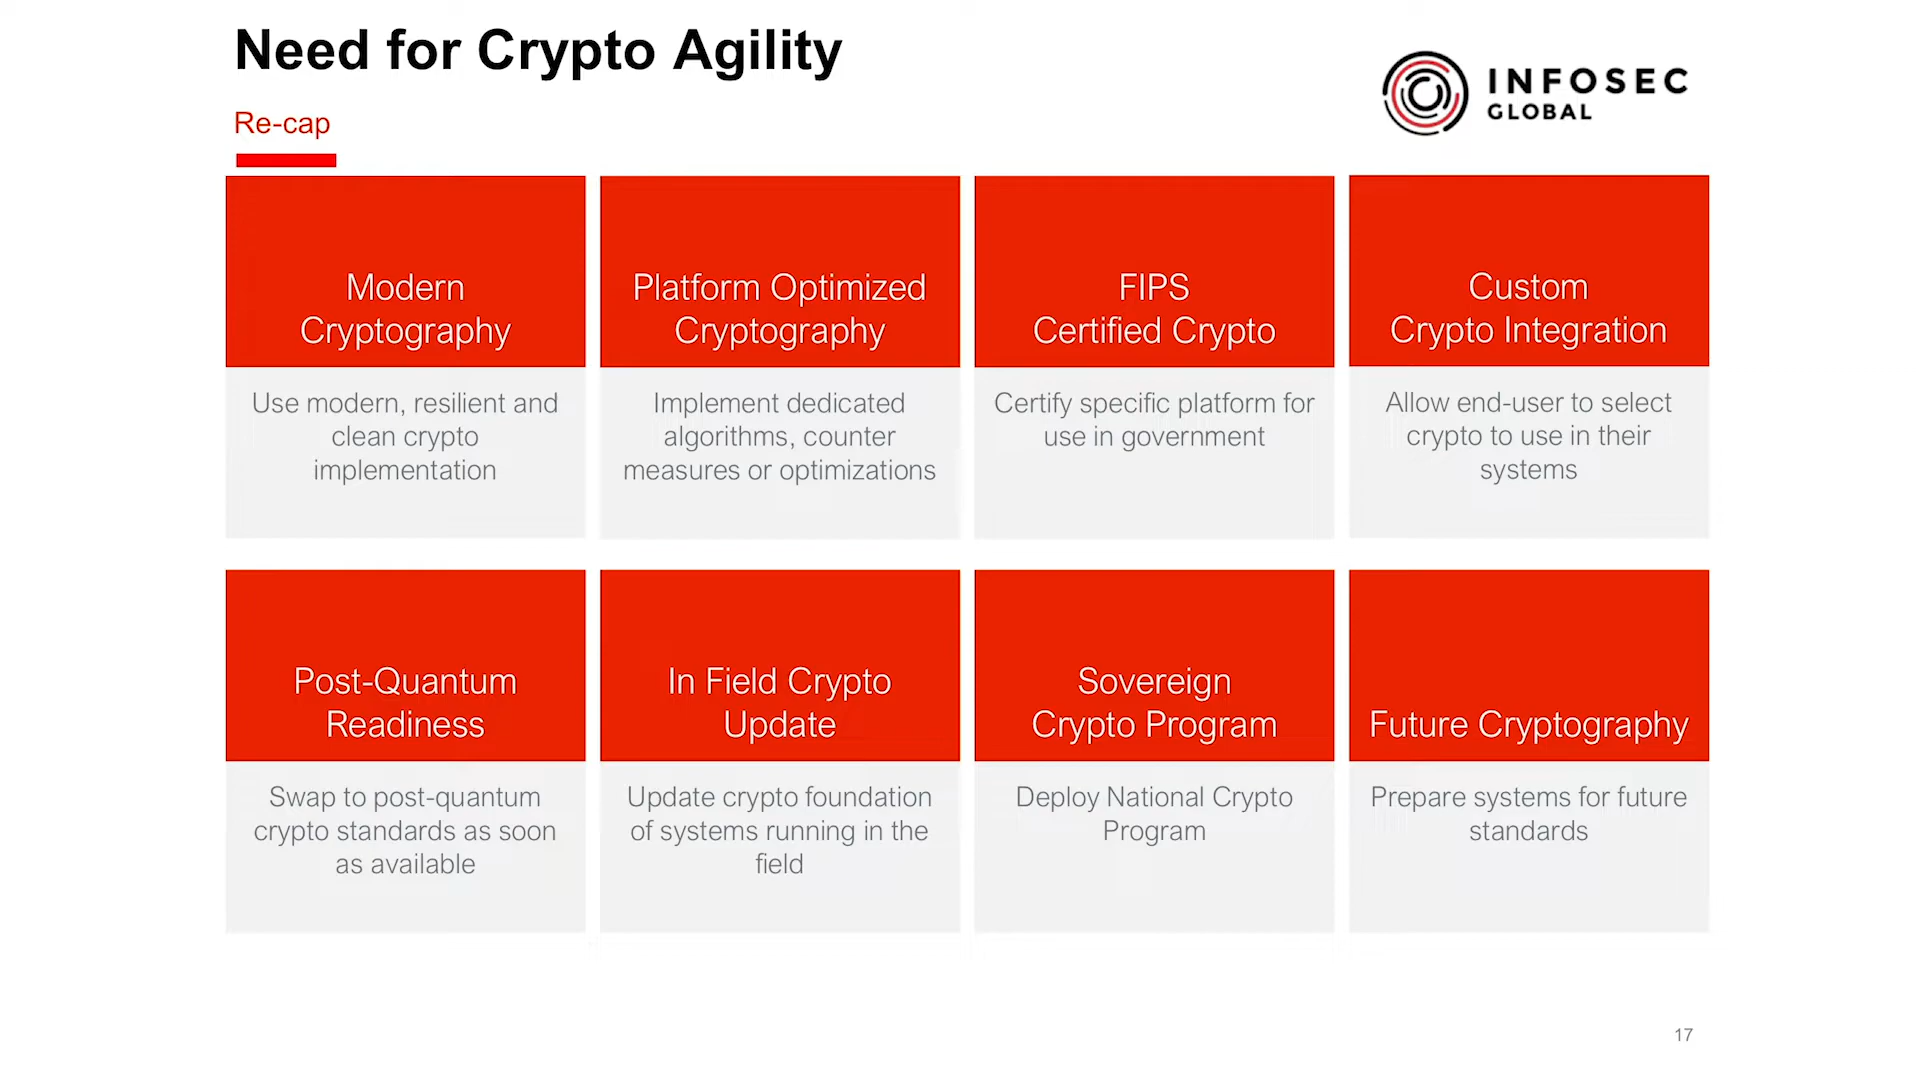 Need for Crypto Agility
Re-cap
INFOSEC
GLOBAL
Modern
Cryptography
Use modern, resilient and
clean crypto
implementation
Platform Optimized
Cryptography
Implement dedicated
algorithms, counter
measures or optimizations
FIPS
Certified Crypto
Certify specific platform for
use in government
Custom
Crypto Integration
Allow end-user to select
crypto to use in their
systems
Post-Quantum
Readiness
Swap to post-quantum
crypto standards as soon
as available
In Field Crypto
Update
Update crypto foundation
of systems running in the
field
Sovereign
Crypto Program
Deploy National Crypto
Program
Future Cryptography
Prepare systems for future
standards
17